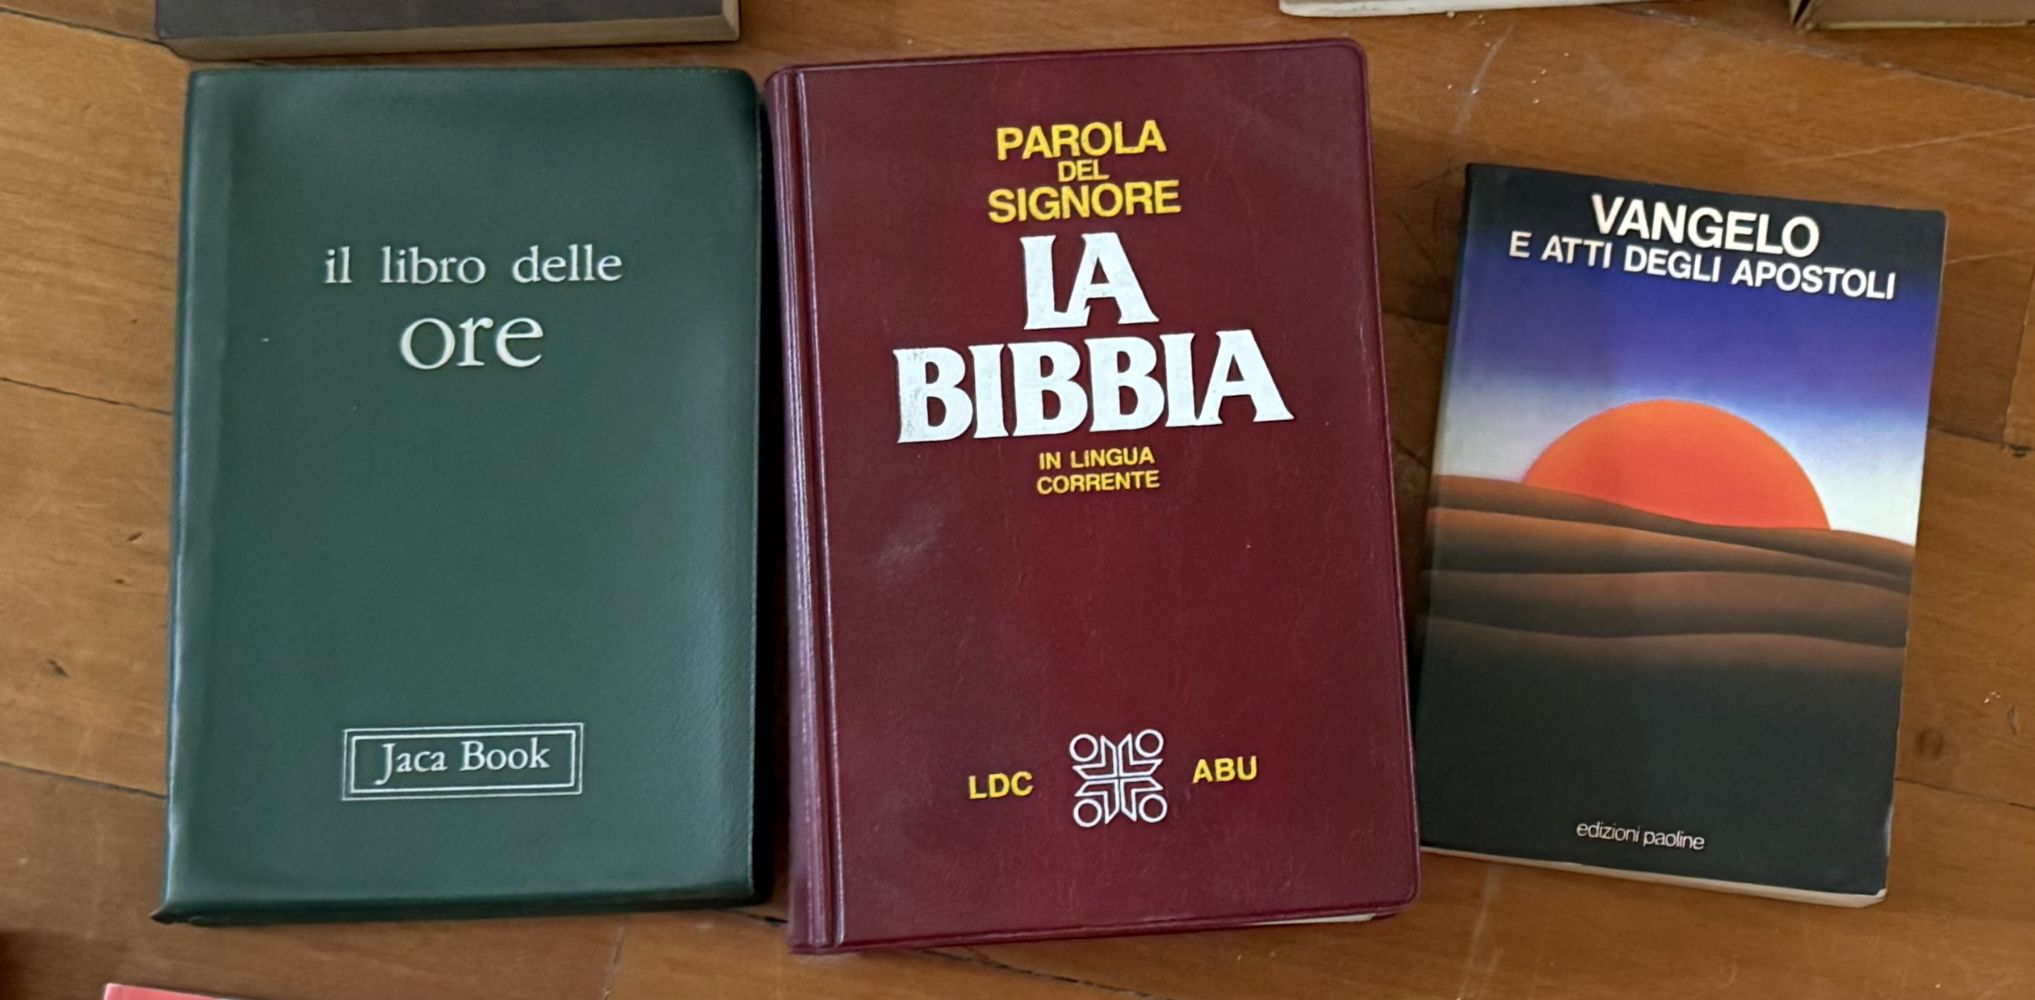 il libro delle
ore
Jaca Book
PAROLA
DEL
SIGNORE
LA
BIBBIA
IN LINGUA
CORRENTE
LDC ABU
VANGELO
E ATTI DEGLI APOSTOLI
edizioni paoline